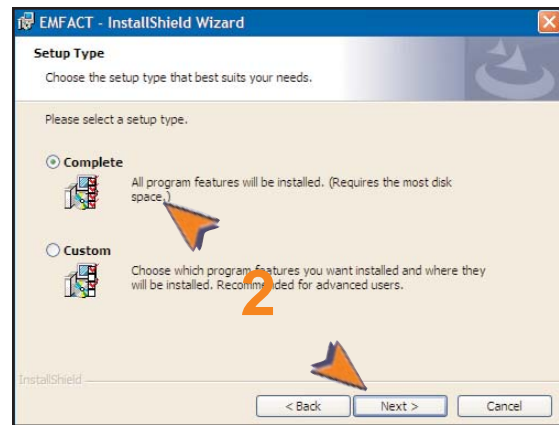 EMFACT - InstallShield Wizard
Setup Type
Choose the setup type that best suits your needs.
Please select a setup type.
Complete
All program features will be installed. (Requires the most disk
space.)
Custom
Choose which program features you want installed and where they
will be installed. Recommended for advanced users.
2
InstallShield
< Back Next > Cancel